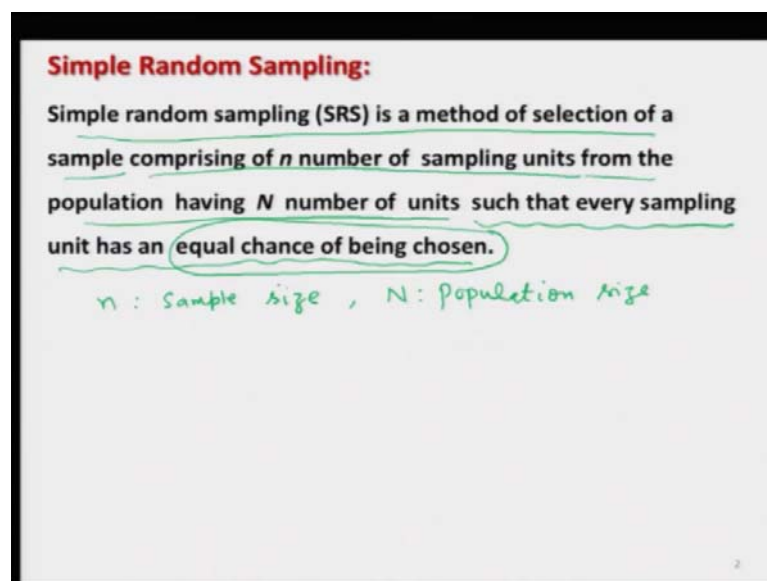 Simple Random Sampling:
Simple random sampling (SRS) is a method of selection of a
sample comprising of n number of sampling units from the
population having N number of units such that every sampling
unit has an equal chance of being chosen.
n : Sample size , N : Population size
2